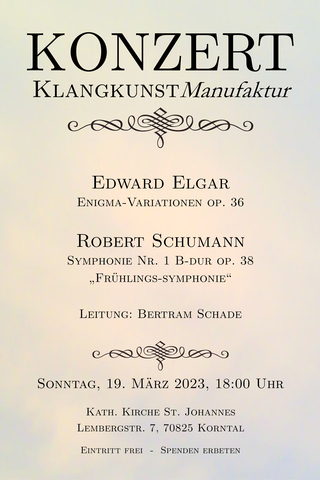 KONZERT
KLANGKUNSTManufaktur
EDWARD ELGAR
ENIGMA-VARIATIONEN OP. 36
ROBERT SCHUMANN
SYMPHONIE NR. 1 B-DUR OP. 38
„FRÜHLINGS-SYMPHONIE“
LEITUNG: BERTRAM SCHADE
SONNTAG, 19. MÄRZ 2023, 18:00 UHR
KATH. KIRCHE ST. JOHANNES
LEMBERGSTR. 7, 70825 KORNTAL
EINTRITT FREI - SPENDEN ERBETEN